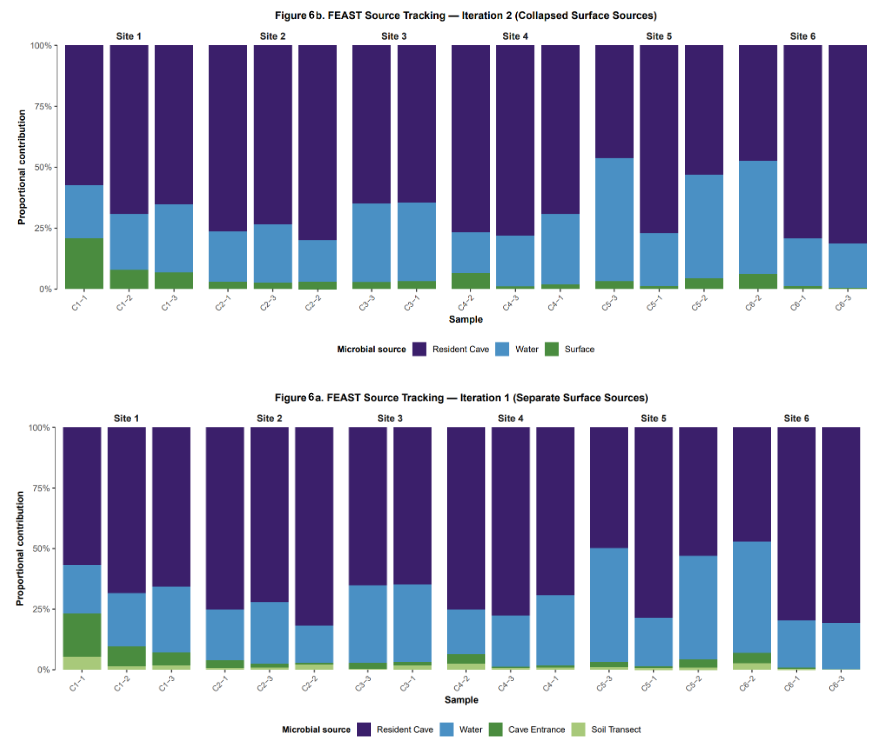 Figure 6b. FEAST Source Tracking — Iteration 2 (Collapsed Surface Sources)
Site 1 Site 2 Site 3 Site 4 Site 5 Site 6
100%
75%
50%
25%
0%
Proportional contribution
C1-1 C1-2 C1-3 C2-1 C2-3 C2-2 C3-3 C3-1 C4-2 C4-3 C4-1 C5-3 C5-1 C5-2 C6-2 C6-1 C6-3
Sample
Microbial source Resident Cave Water Surface
Figure 6a. FEAST Source Tracking — Iteration 1 (Separate Surface Sources)
Site 1 Site 2 Site 3 Site 4 Site 5 Site 6
100%
75%
50%
25%
0%
Proportional contribution
C1-1 C1-2 C1-3 C2-1 C2-3 C2-2 C3-3 C3-1 C4-2 C4-3 C4-1 C5-3 C5-1 C5-2 C6-2 C6-1 C6-3
Sample
Microbial source Resident Cave Water Cave Entrance Soil Transect